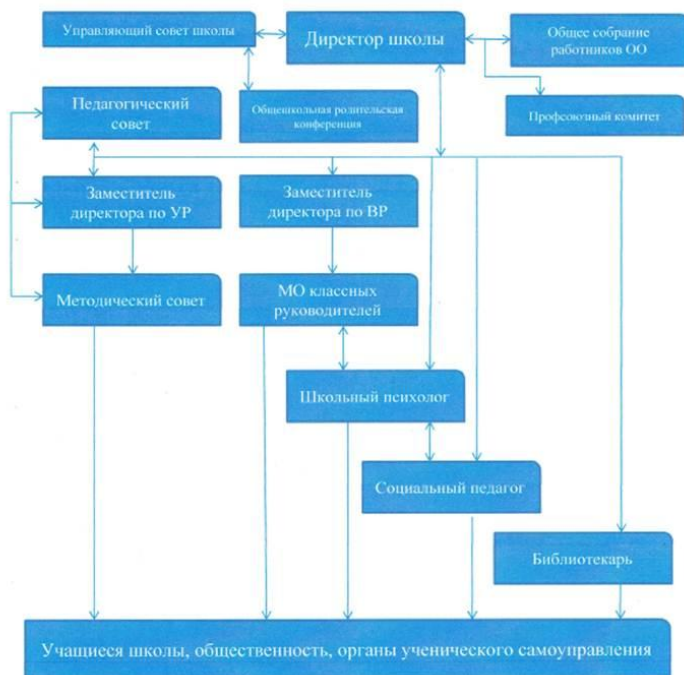 Управляющий совет школы
Директор школы
Общее собрание
работников ОО
Педагогический
совет
Общешкольная родительская
конференция
Профсоюзный комитет
Заместитель
директора по УР
Заместитель
директора по ВР
Методический совет
МО классных
руководителей
Школьный психолог
Социальный педагог
Библиотекарь
Учащиеся школы, общественность, органы ученического самоуправления